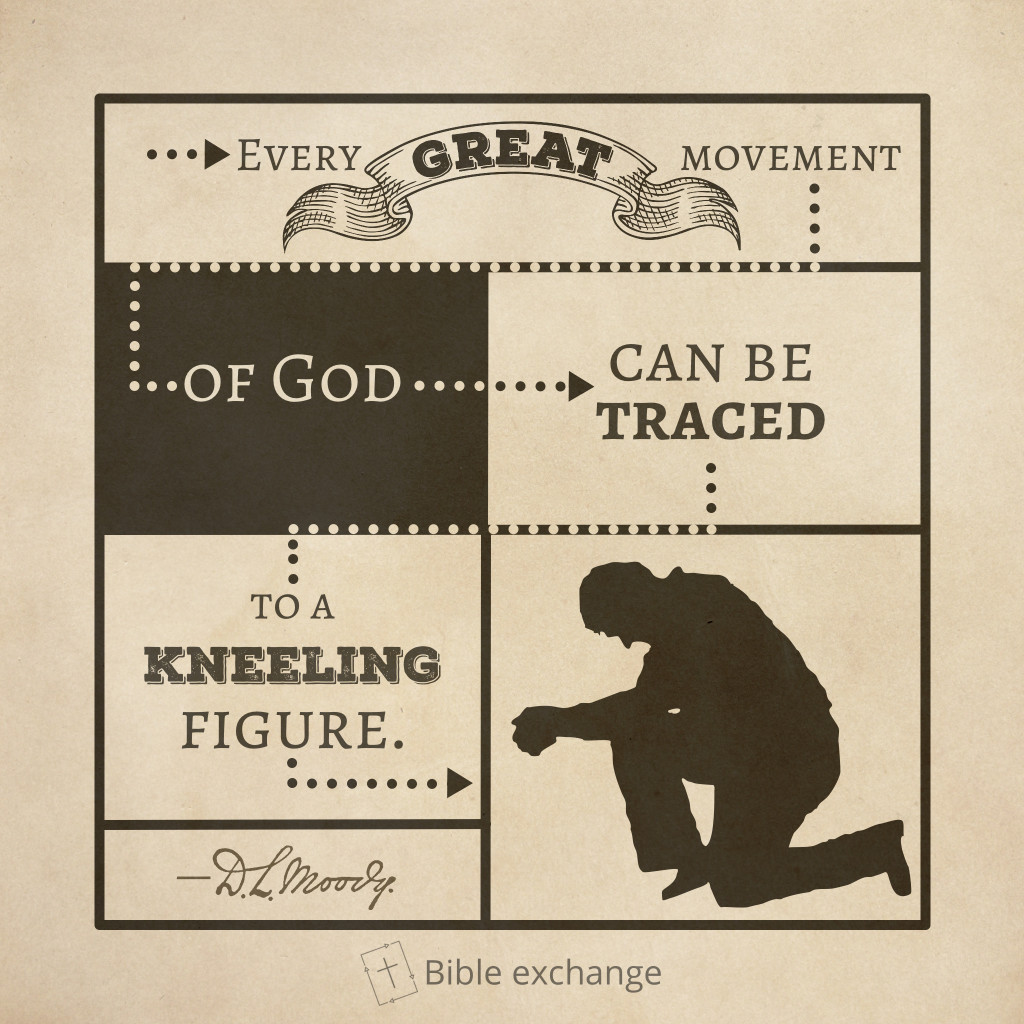 Every GREAT movement
of God
can be
traced
to a
KNEELING
figure.
—D.L. Moody.
Bible exchange